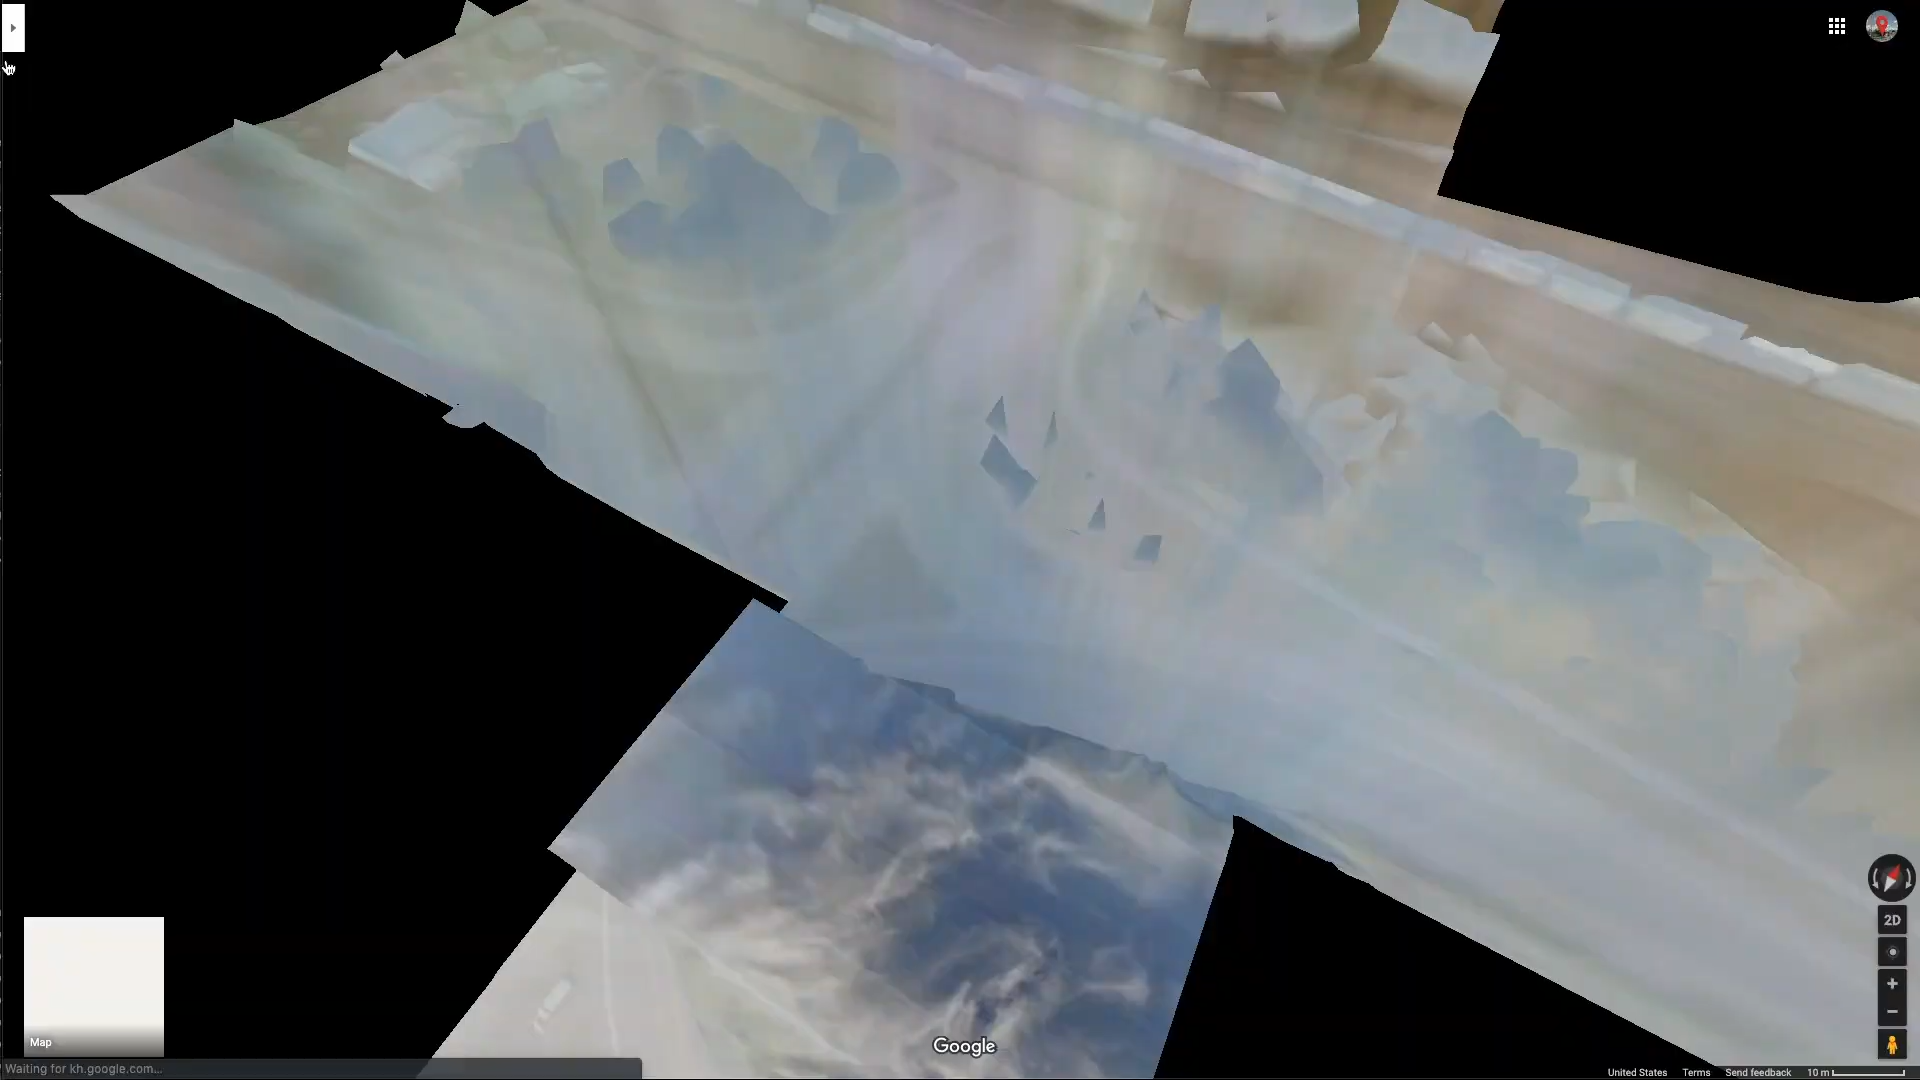 2D
Map
Google
Waiting for kh.google.com...
United States Terms Send feedback 10 m